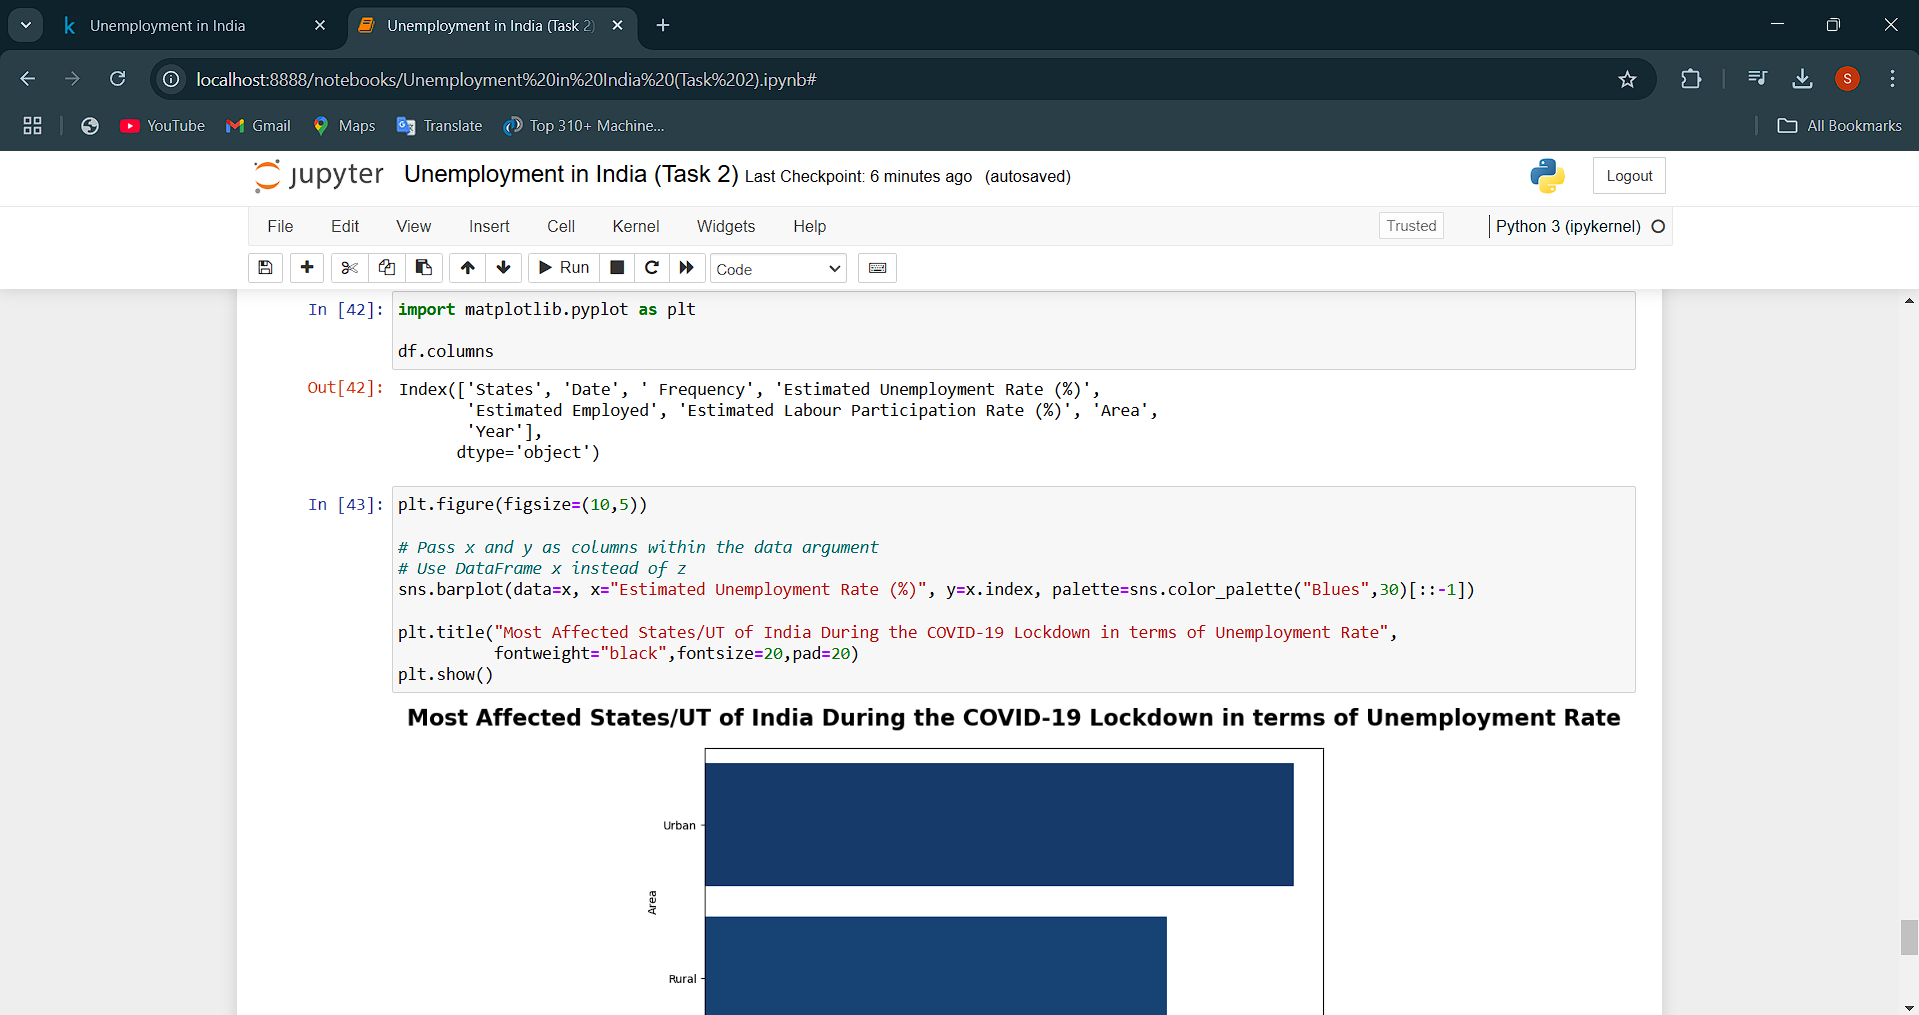 Unemployment in India
Unemployment in India (Task 2)
localhost:8888/notebooks/Unemployment%20in%20India%20(Task%202).ipynb#
S
YouTube
Gmail
Maps
Translate
Top 310+ Machine...
All Bookmarks
jupyter Unemployment in India (Task 2) Last Checkpoint: 6 minutes ago (autosaved)
Logout
File Edit View Insert Cell Kernel Widgets Help
Trusted
Python 3 (ipykernel)
Run
Code
In [42]: import matplotlib.pyplot as plt
df.columns
Out[42]: Index(['States', 'Date', ' Frequency', 'Estimated Unemployment Rate (%)',
'Estimated Employed', 'Estimated Labour Participation Rate (%)', 'Area',
'Year'],
dtype='object')
In [43]: plt.figure(figsize=(10,5))
# Pass x and y as columns within the data argument
# Use DataFrame x instead of z
sns.barplot(data=x, x="Estimated Unemployment Rate (%)", y=x.index, palette=sns.color_palette("Blues",30)[::-1])
plt.title("Most Affected States/UT of India During the COVID-19 Lockdown in terms of Unemployment Rate",
fontweight="black",fontsize=20,pad=20)
plt.show()
Most Affected States/UT of India During the COVID-19 Lockdown in terms of Unemployment Rate
Urban
Area
Rural